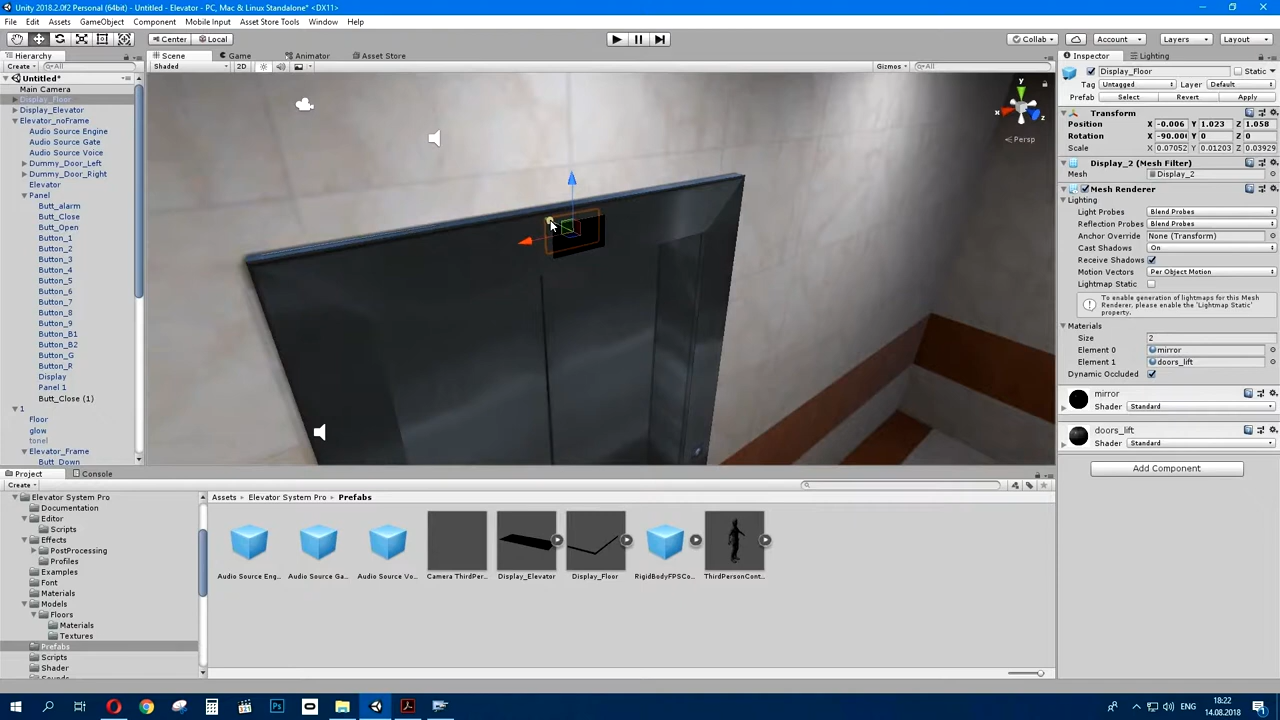 Unity 2018.2.0f2 Personal (64bit) - Untitled - Elevator - PC, Mac & Linux Standalone* <DX11>
File Edit Assets GameObject Component Mobile Input Asset Store Tools Window Help
Center Local Collab Account Layers Layout
Hierarchy Scene Game Animator Asset Store Inspector Lighting
Create All Shaded 2D Gizmos All
Display_Floor Static
Untitled*
Main Camera
Display_Floor
Display_Elevator
Elevator_noFrame
Audio Source Engine
Audio Source Gate
Audio Source Voice
Dummy_Door_Left
Dummy_Door_Right
Elevator
Panel
Butt_alarm
Butt_Close
Butt_Open
Button_1
Button_2
Button_3
Button_4
Button_5
Button_6
Button_7
Button_8
Button_9
Button_B1
Button_B2
Button_G
Button_R
Display
Panel 1
Butt_Close (1)
1
Floor
glow
tonel
Elevator_Frame
Butt_Down
y
x
z
Persp
Tag Untagged Layer Default
Prefab Select Revert Apply
Transform
Position X -0.006 Y 1.023 Z 1.058
Rotation X -90.00 Y 0 Z 0
Scale X 0.07052 Y 0.01203 Z 0.03929
Display_2 (Mesh Filter)
Mesh Display_2
Mesh Renderer
Lighting
Light Probes Blend Probes
Reflection Probes Blend Probes
Anchor Override None (Transform)
Cast Shadows On
Receive Shadows
Motion Vectors Per Object Motion
Lightmap Static
To enable generation of lightmaps for this Mesh Renderer, please enable the 'Lightmap Static' property.
Materials
Size 2
Element 0 mirror
Element 1 doors_lift
Dynamic Occluded
mirror
Shader Standard
doors_lift
Shader Standard
Add Component
Project Console
Create
Elevator System Pro
Documentation
Editor
Scripts
Effects
PostProcessing
Profiles
Examples
Font
Materials
Models
Floors
Materials
Textures
Prefabs
Scripts
Shader
Assets Elevator System Pro Prefabs
Audio Source Eng... Audio Source Ga... Audio Source Vo... Camera ThirdPer... Display_Elevator Display_Floor RigidBodyFPSCo... ThirdPersonCont...
18:22
14.08.2018